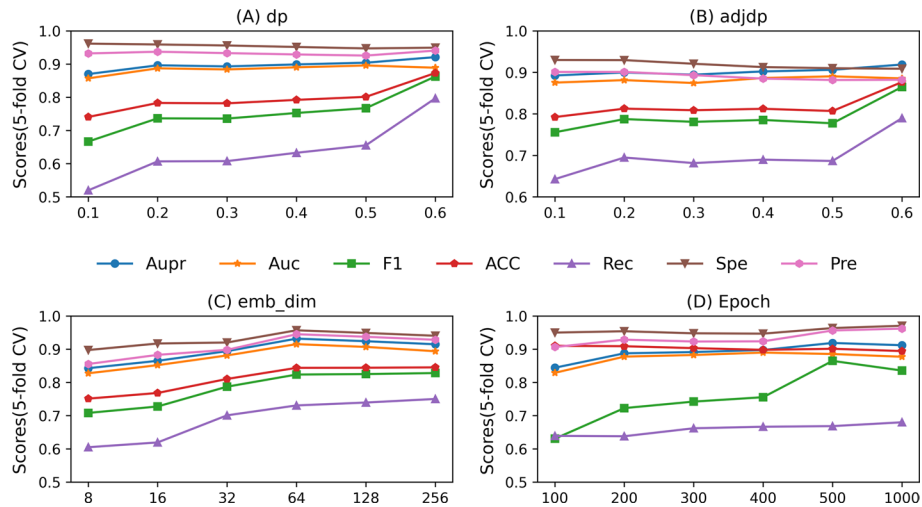 (A) dp
Scores(5-fold CV)
1.0
0.9
0.8
0.7
0.6
0.5
0.1 0.2 0.3 0.4 0.5 0.6
(B) adjdp
Scores(5-fold CV)
1.0
0.9
0.8
0.7
0.6
0.1 0.2 0.3 0.4 0.5 0.6
Aupr Auc F1 ACC Rec Spe Pre
(C) emb_dim
Scores(5-fold CV)
1.0
0.9
0.8
0.7
0.6
0.5
8 16 32 64 128 256
(D) Epoch
Scores(5-fold CV)
1.0
0.9
0.8
0.7
0.6
0.5
100 200 300 400 500 1000